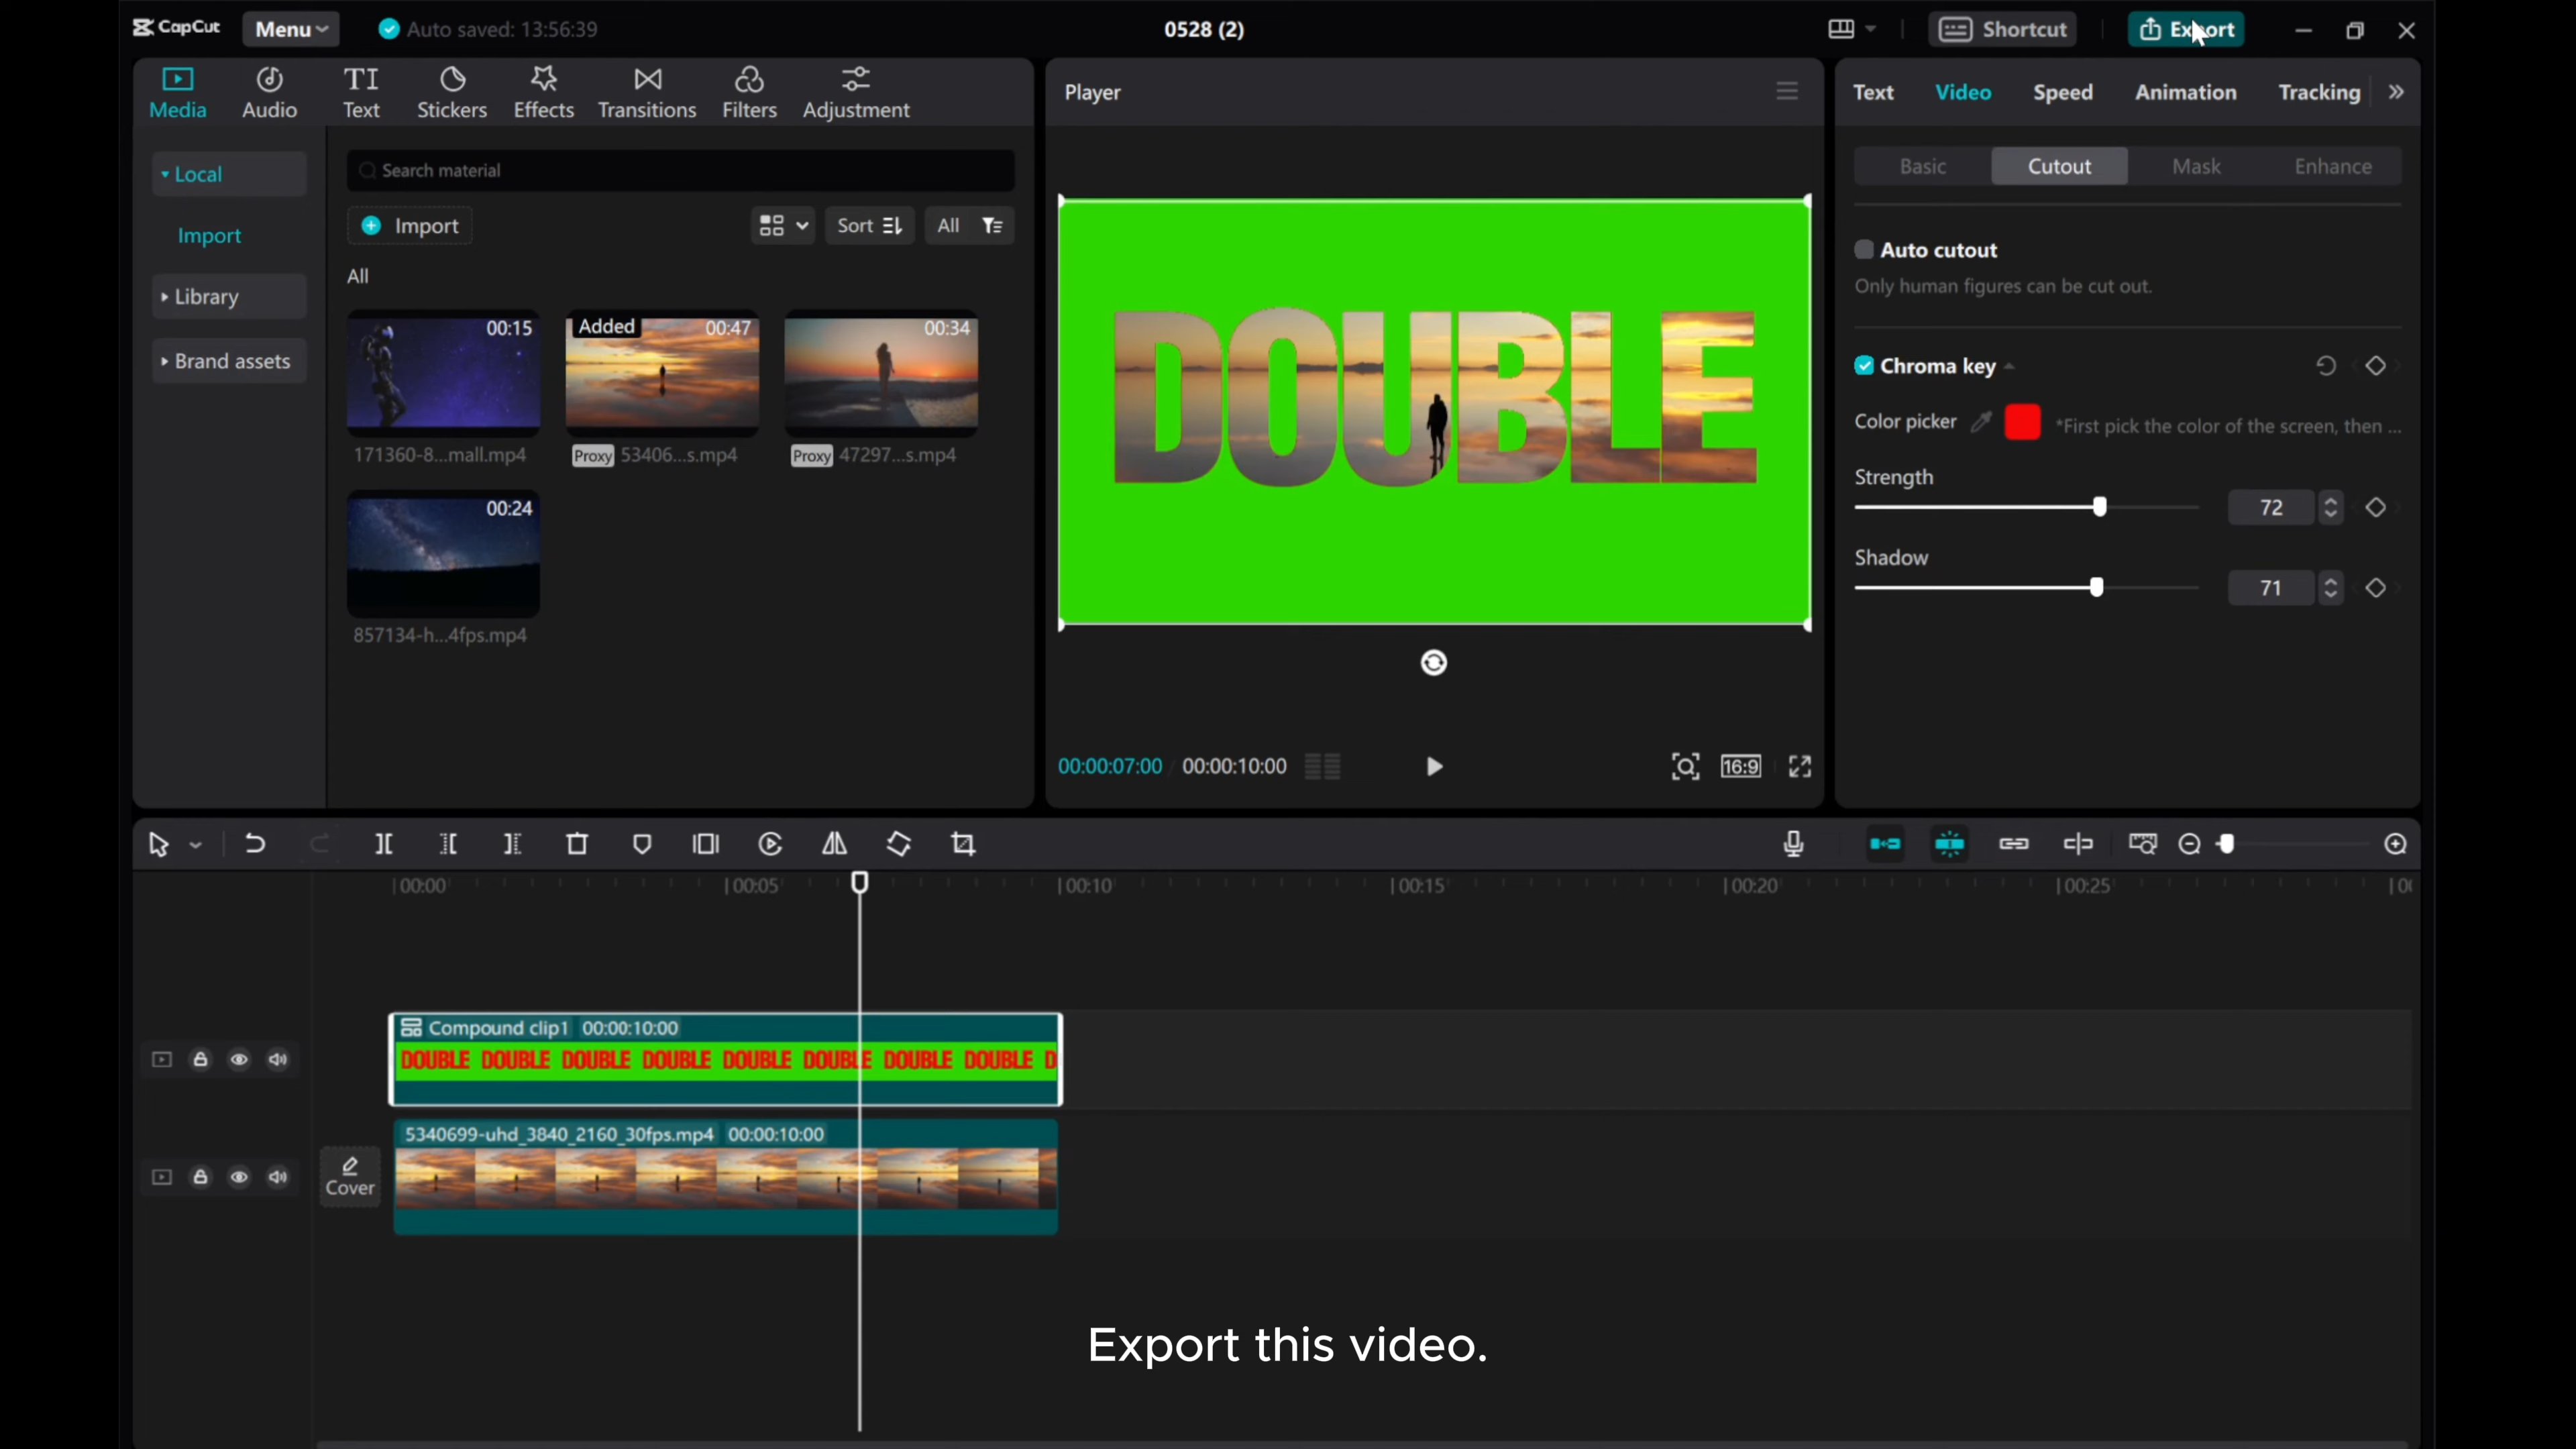 CapCut Menu Auto saved: 13:56:39 0528 (2) Shortcut Export
Media Audio Text Stickers Effects Transitions Filters Adjustment
TI
Local
Import
Library
Brand assets
Search material
Import Sort All
All
00:15
171360-8...mall.mp4
Added 00:47
Proxy 53406...s.mp4
00:34
Proxy 47297...s.mp4
00:24
857134-h...4fps.mp4
Player
DOUBLE
00:00:07:00 00:00:10:00 16:9
Text Video Speed Animation Tracking
Basic Cutout Mask Enhance
Auto cutout
Only human figures can be cut out.
Chroma key
Color picker *First pick the color of the screen, then ...
Strength
72
Shadow
71
00:00 00:05 00:10 00:15 00:20 00:25
Compound clip1 00:00:10:00
DOUBLE DOUBLE DOUBLE DOUBLE DOUBLE DOUBLE DOUBLE DOUBLE D
5340699-uhd_3840_2160_30fps.mp4 00:00:10:00
Cover
Export this video.